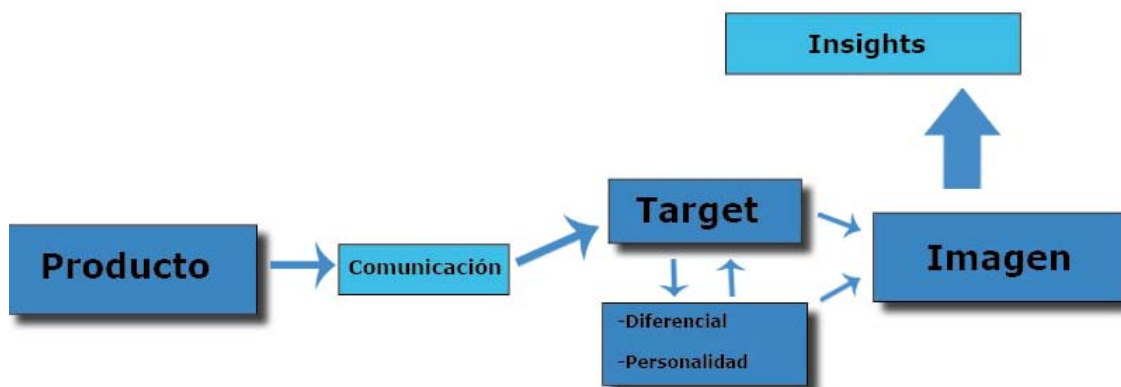 Insights
Target
Producto
Comunicación
Imagen
-Diferencial
-Personalidad